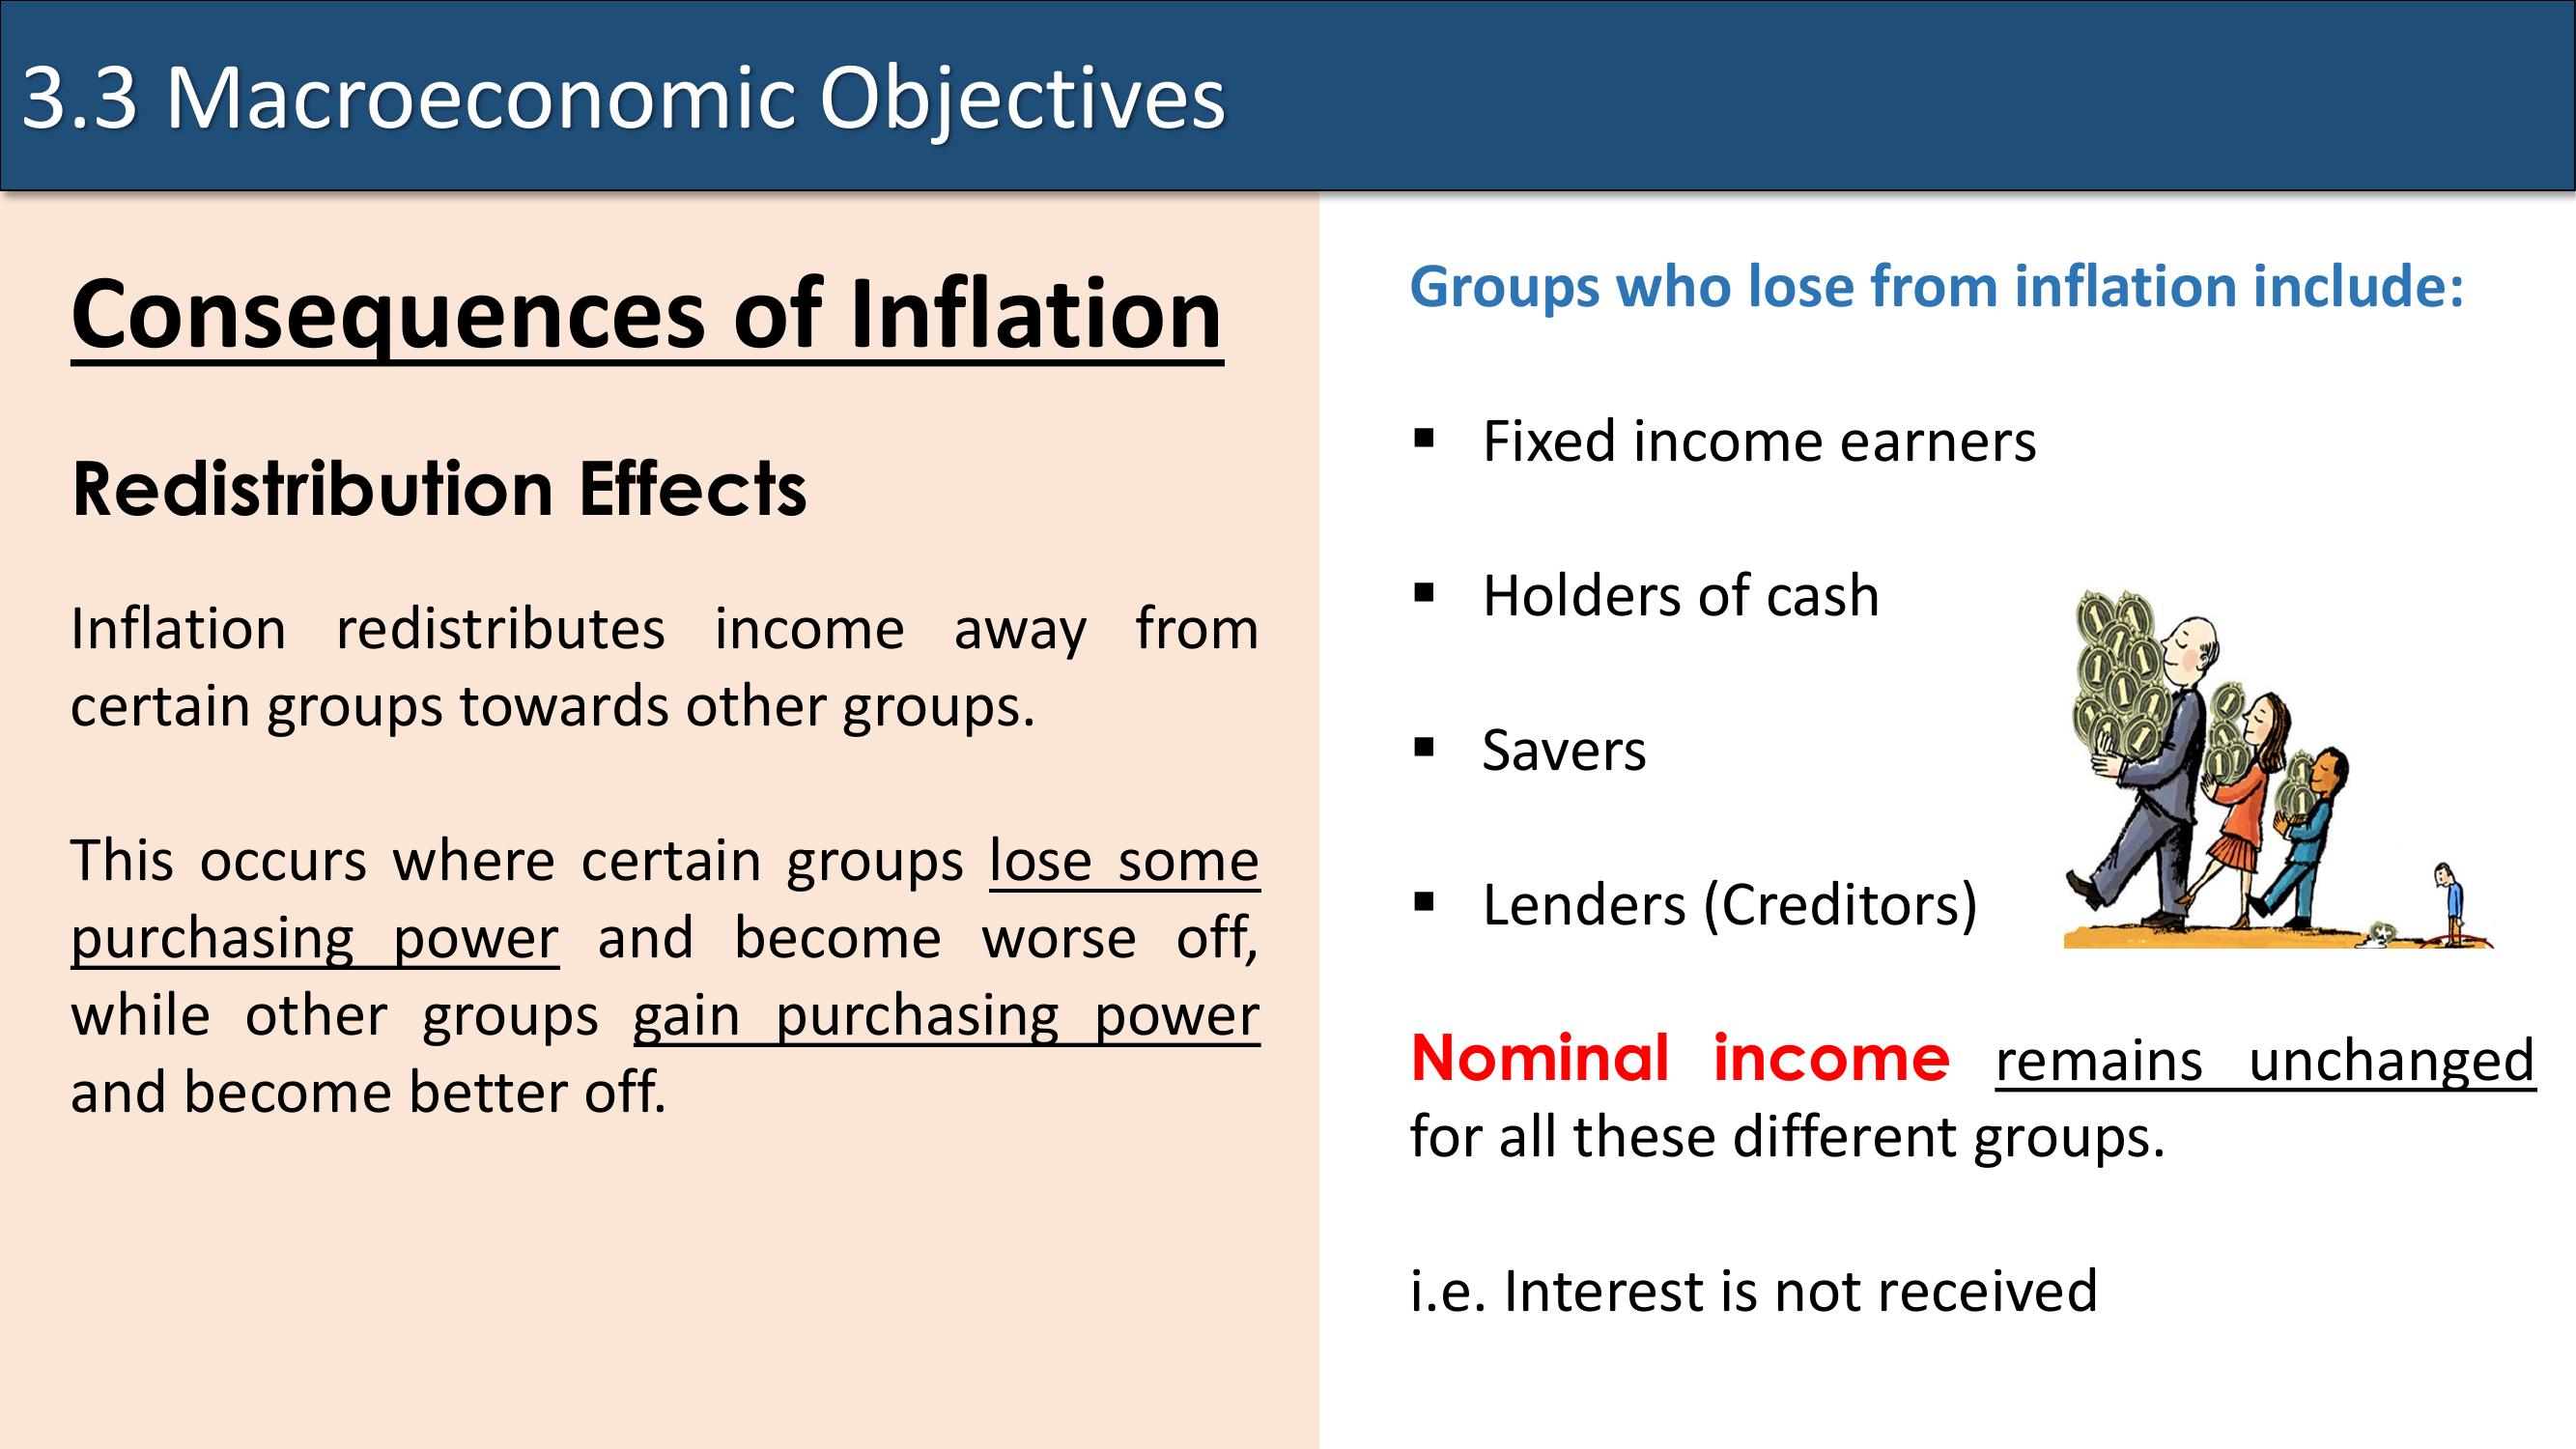 3.3 Macroeconomic Objectives
Consequences of Inflation
Redistribution Effects
Inflation redistributes income away from
certain groups towards other groups.
This occurs where certain groups lose some
purchasing power and become worse off,
while other groups gain purchasing power
and become better off.
Groups who lose from inflation include:
▪ Fixed income earners
▪ Holders of cash
▪ Savers
▪ Lenders (Creditors)
Nominal income remains unchanged
for all these different groups.
i.e. Interest is not received